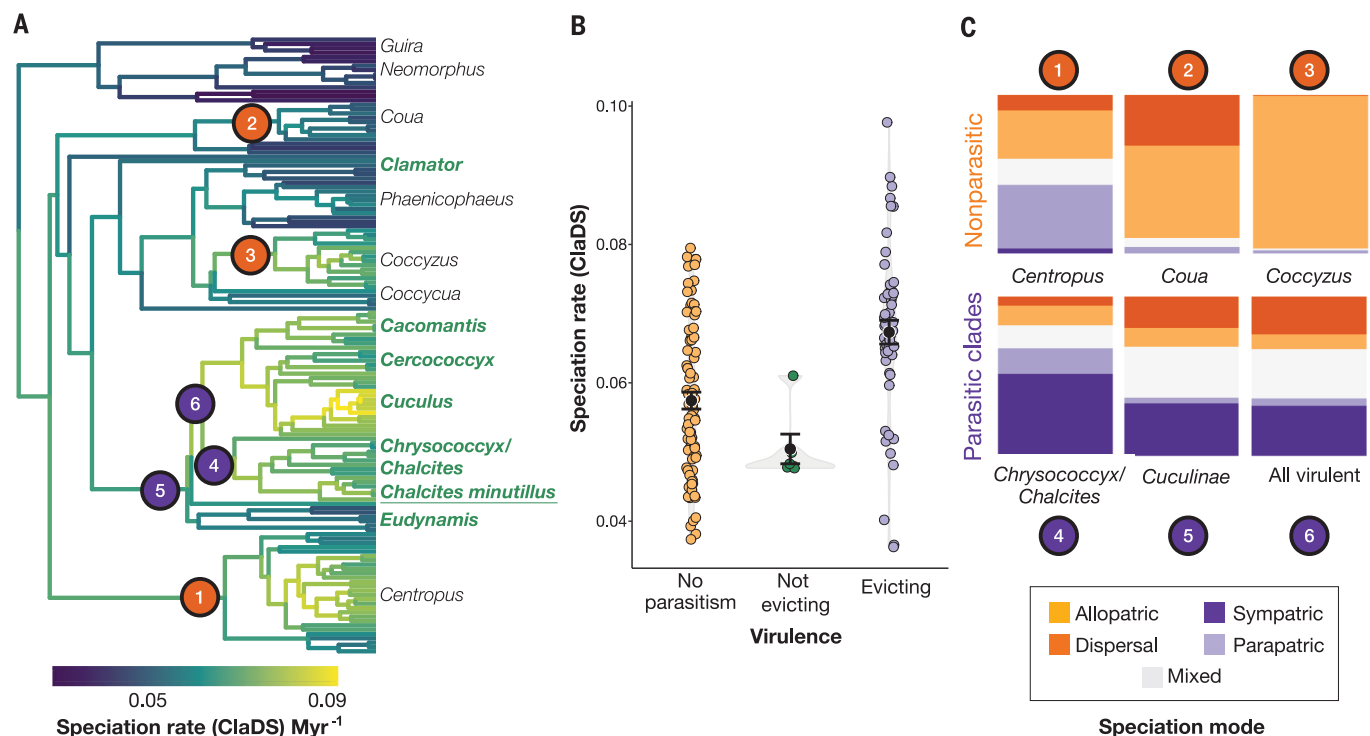 A
Guira
Neomorphus
2
Coua
Clamator
Phaenicophaeus
3
Coccyzus
Coccycua
Cacomantis
Cercococcyx
6
Cuculus
4
Chrysococcyx/
Chalcites
5
Chalcites minutillus
Eudynamis
1
Centropus
0.05
0.09
Speciation rate (ClaDS) Myr -1
B
Speciation rate (ClaDS)
0.10
0.08
0.06
0.04
No
parasitism
Not
evicting
Evicting
Virulence
C
1
2
3
Nonparasitic
Centropus
Coua
Coccyzus
Parasitic clades
Chrysococcyx/
Chalcites
Cuculinae
All virulent
4
5
6
Allopatric
Sympatric
Dispersal
Parapatric
Mixed
Speciation mode